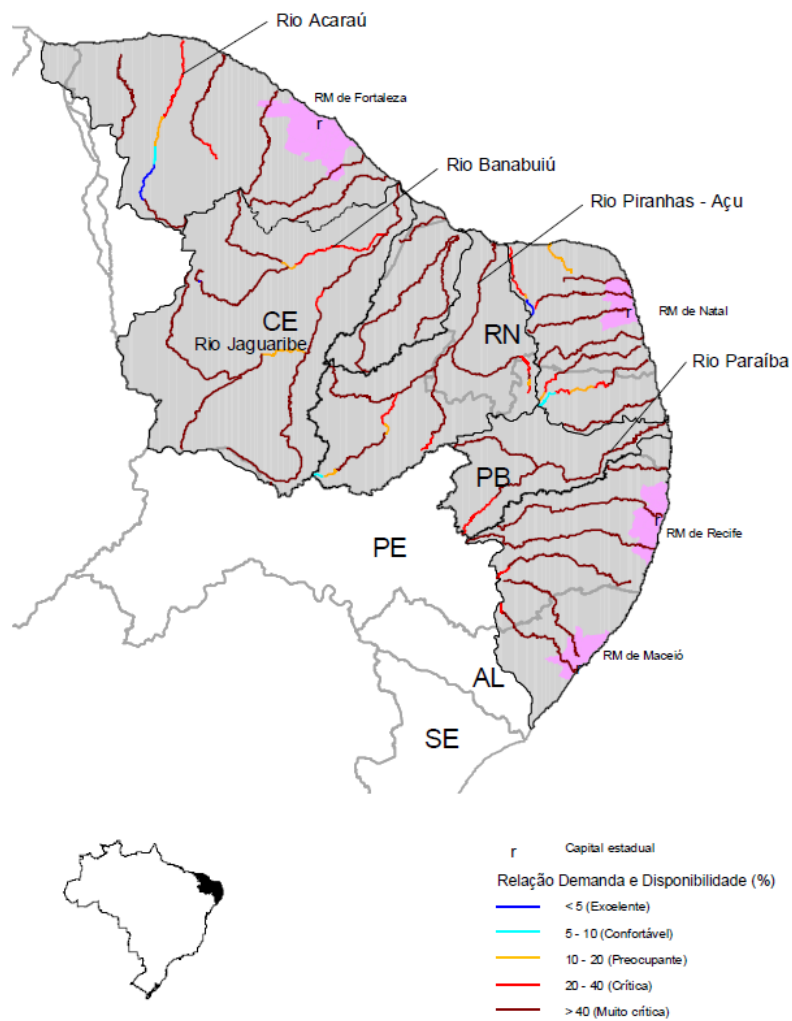 Rio Acaraú
RM de Fortaleza
r
Rio Banabuiú
Rio Piranhas - Açu
CE
Rio Jaguaribe
RN
r
RM de Natal
Rio Paraíba
PB
r
RM de Recife
PE
RM de Maceió
AL
SE
r Capital estadual
Relação Demanda e Disponibilidade (%)
< 5 (Excelente)
5 - 10 (Confortável)
10 - 20 (Preocupante)
20 - 40 (Crítica)
> 40 (Muito crítica)